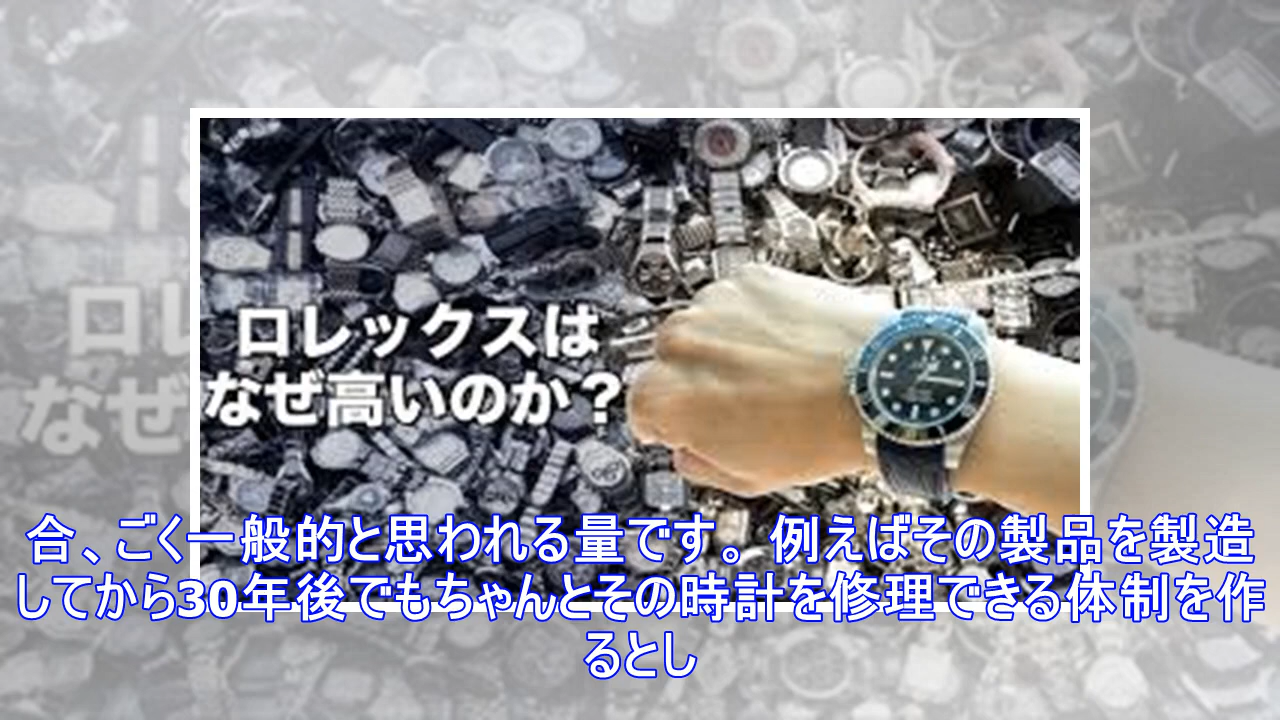 ロレックスは
なぜ高いのか？
合、ごく一般的と思われる量です。例えばその製品を製造
してから30年後でもちゃんとその時計を修理できる体制を作
るとし